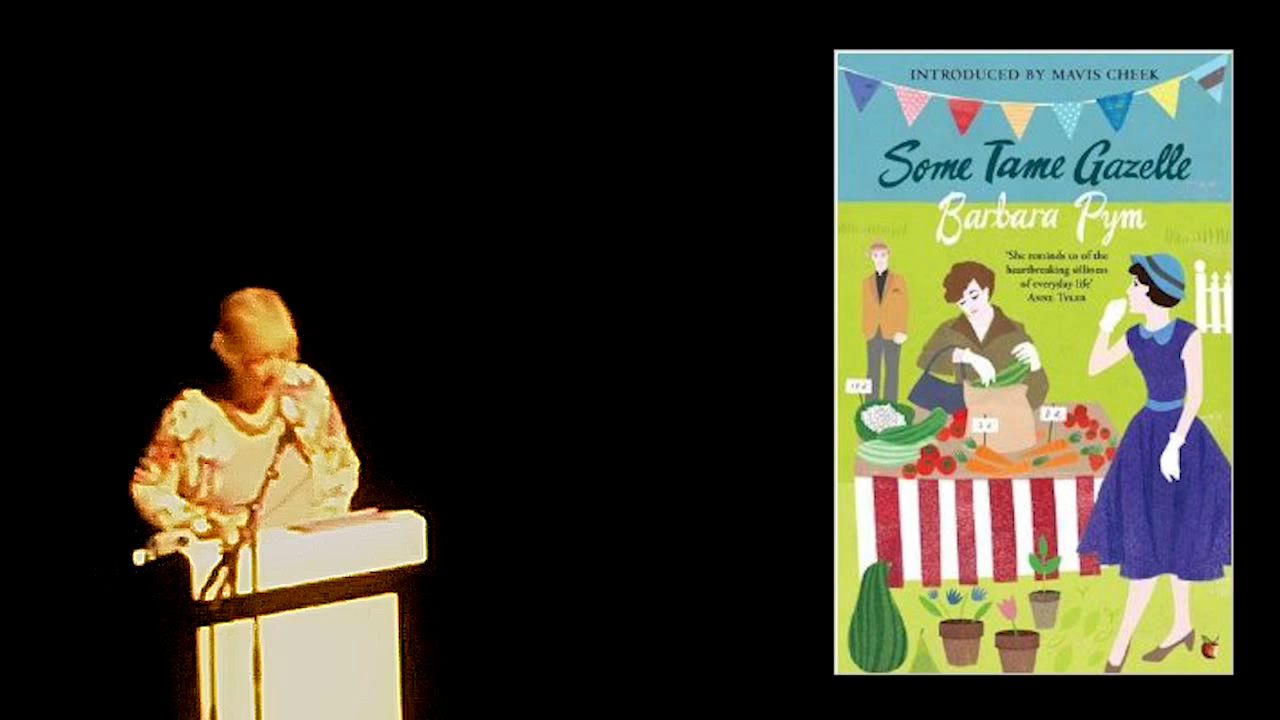 INTRODUCED BY MAVIS CHEEK
Some Tame Gazelle
Barbara Pym
'She reminds us of the
heartbreaking silliness
of everyday life'
ANNE TYLER